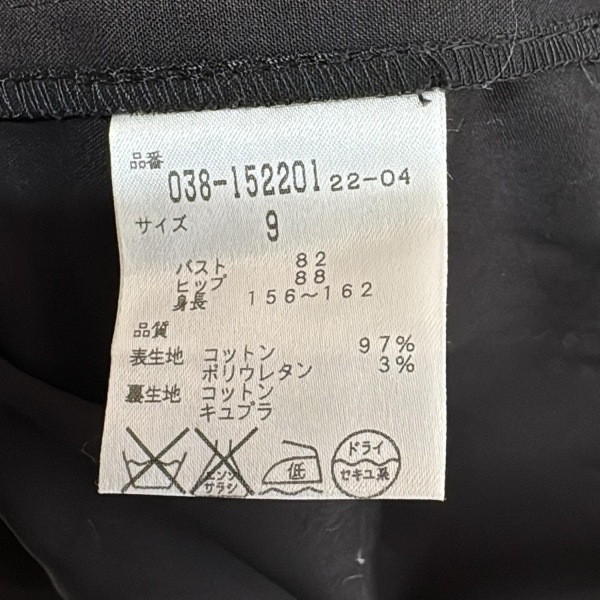 品番
038-152201 22-04
サイズ 9
バスト 82
ヒップ 88
身長 156〜162
品質
表生地 コットン 97%
ポリウレタン 3%
裏生地 コットン
キュプラ
エンソ サラシ
低
ドライ
セキユ系